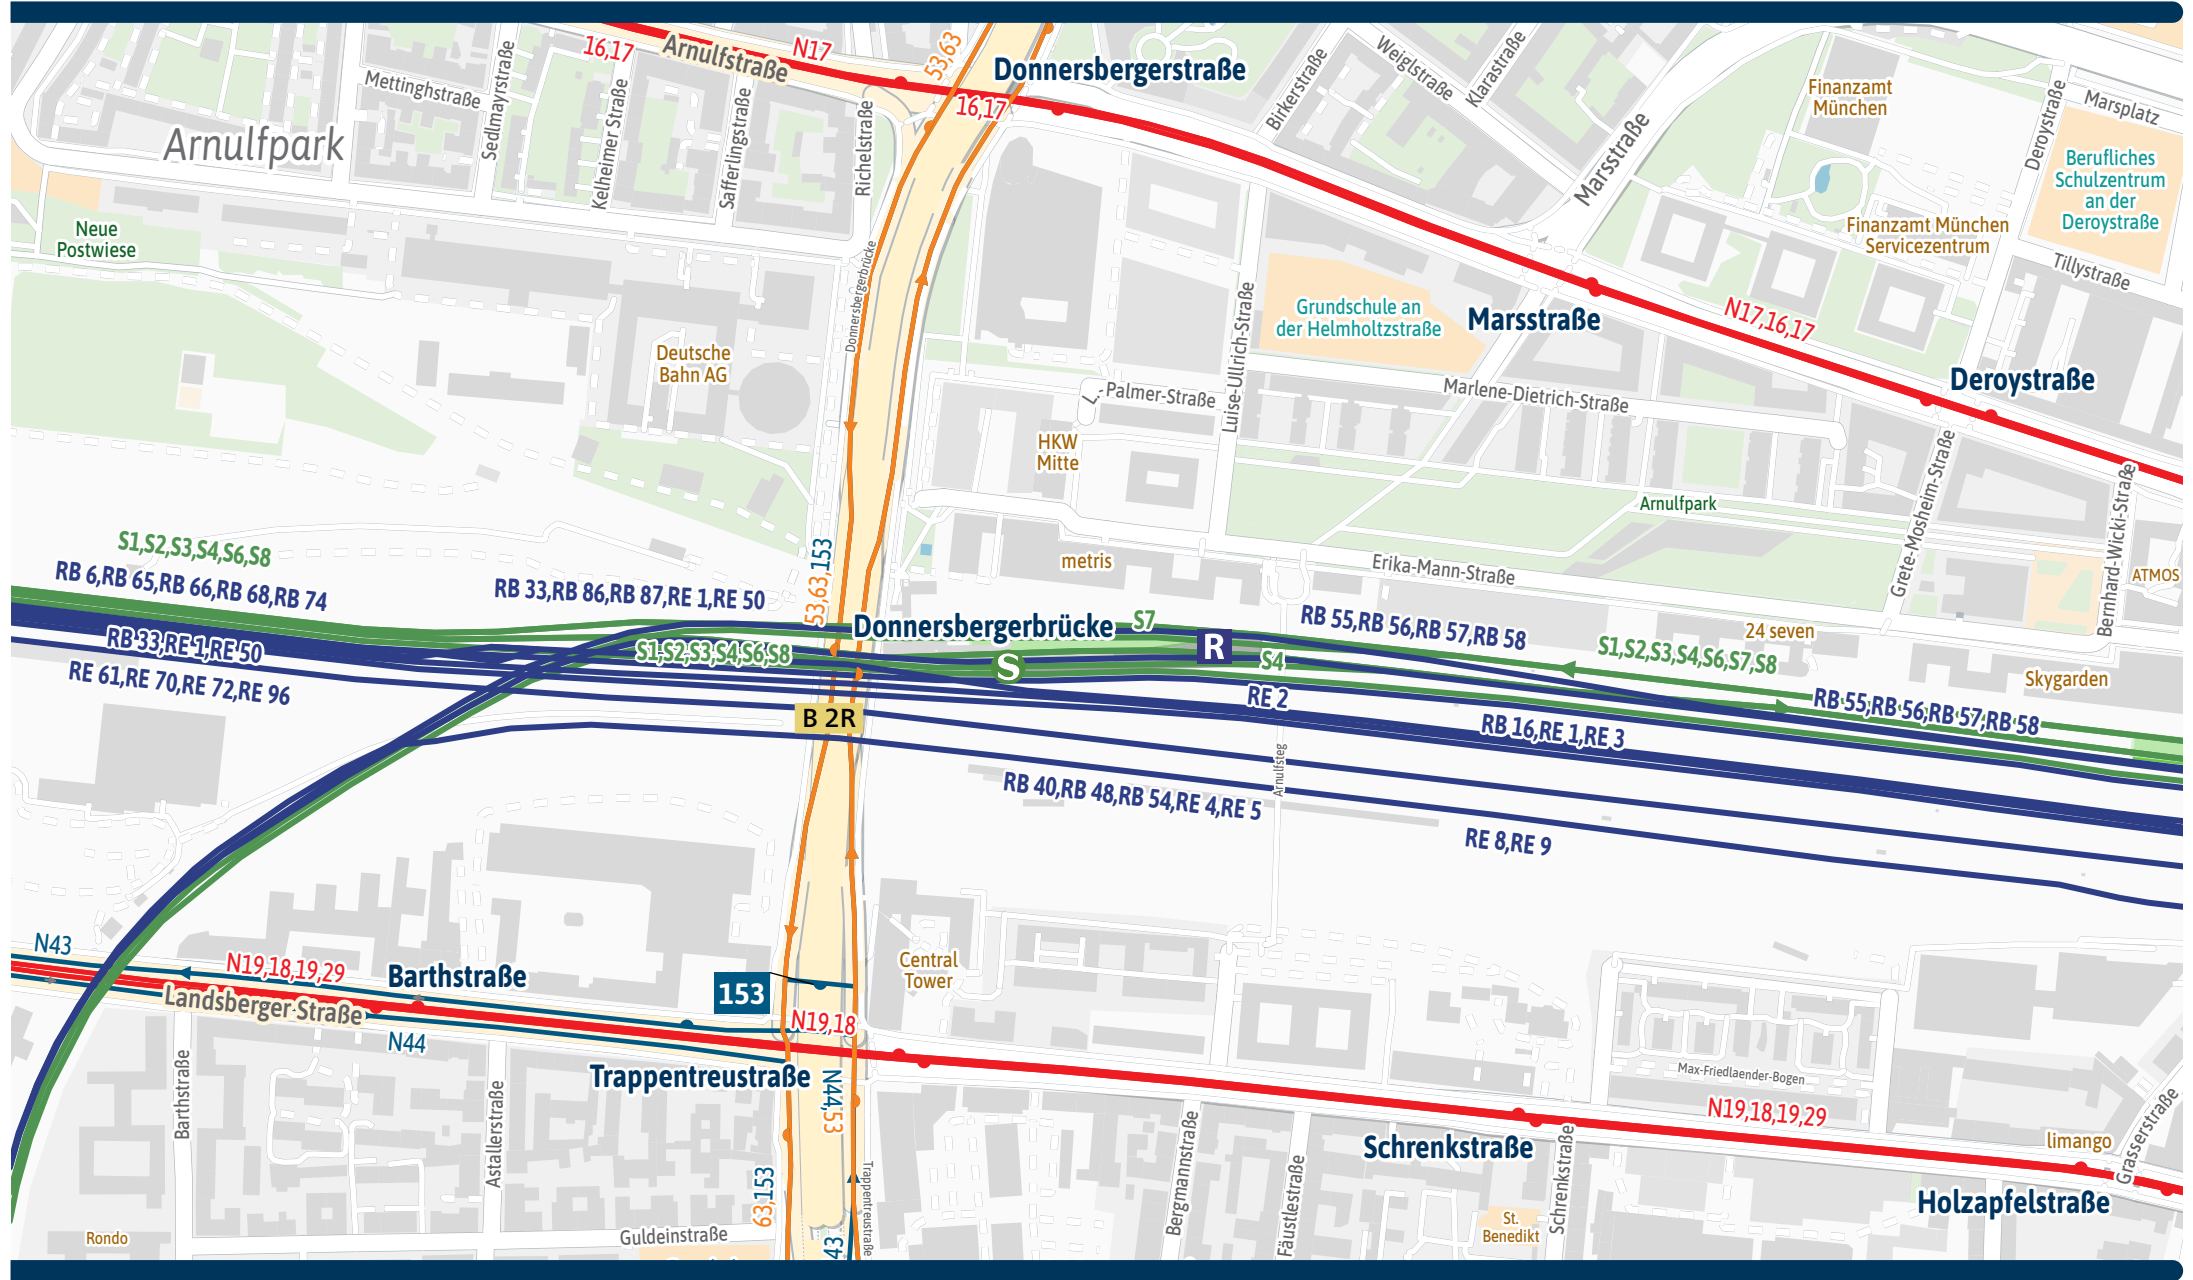 16,17
Arnulfstraße
N17
53,63
Donnersbergerstraße
16,17
Birkerstraße
Weiglstraße
Klarastraße
Marsstraße
Finanzamt
München
Deroystraße
Marsplatz
Mettinghstraße
Sedlmayrstraße
Kelheimer Straße
Safferlingstraße
Richelstraße
Arnulfpark
Berufliches
Schulzentrum
an der
Deroystraße
Neue
Postwiese
Finanzamt München
Servicezentrum
Tillystraße
Donnersbergerbrücke
Luise-Ullrich-Straße
Grundschule an
der Helmholtzstraße
Marsstraße
N17,16,17
Deutsche
Bahn AG
Deroystraße
Palmer-Straße
Marlene-Dietrich-Straße
HKW
Mitte
Arnulfpark
Grete-Mosheim-Straße
Bernhard-Wicki-Straße
S1,S2,S3,S4,S6,S8
RB 6,RB 65,RB 66,RB 68,RB 74
RB 33,RB 86,RB 87,RE 1,RE 50
53,63,153
metris
Erika-Mann-Straße
ATMOS
Donnersbergerbrücke
S7
RB 55,RB 56,RB 57,RB 58
24 seven
RB 33,RE 1,RE 50
S1,S2,S3,S4,S6,S8
S
R
S4
S1,S2,S3,S4,S6,S7,S8
Skygarden
RE 61,RE 70,RE 72,RE 96
B 2R
RE 2
RB 16,RE 1,RE 3
RB 55,RB 56,RB 57,RB 58
Arnulfsteg
RB 40,RB 48,RB 54,RE 4,RE 5
RE 8,RE 9
N43
N19,18,19,29
Barthstraße
Landsberger Straße
153
Central
Tower
N19,18
N44
Trappentreustraße
N44,53
Max-Friedlaender-Bogen
N19,18,19,29
Barthstraße
Astallerstraße
63,153
Trappentreustraße
Bergmannstraße
Fäustlestraße
Schrenkstraße
Schrenkstraße
limango
Grasserstraße
Holzapfelstraße
Rondo
Guldeinstraße
43
St.
Benedikt